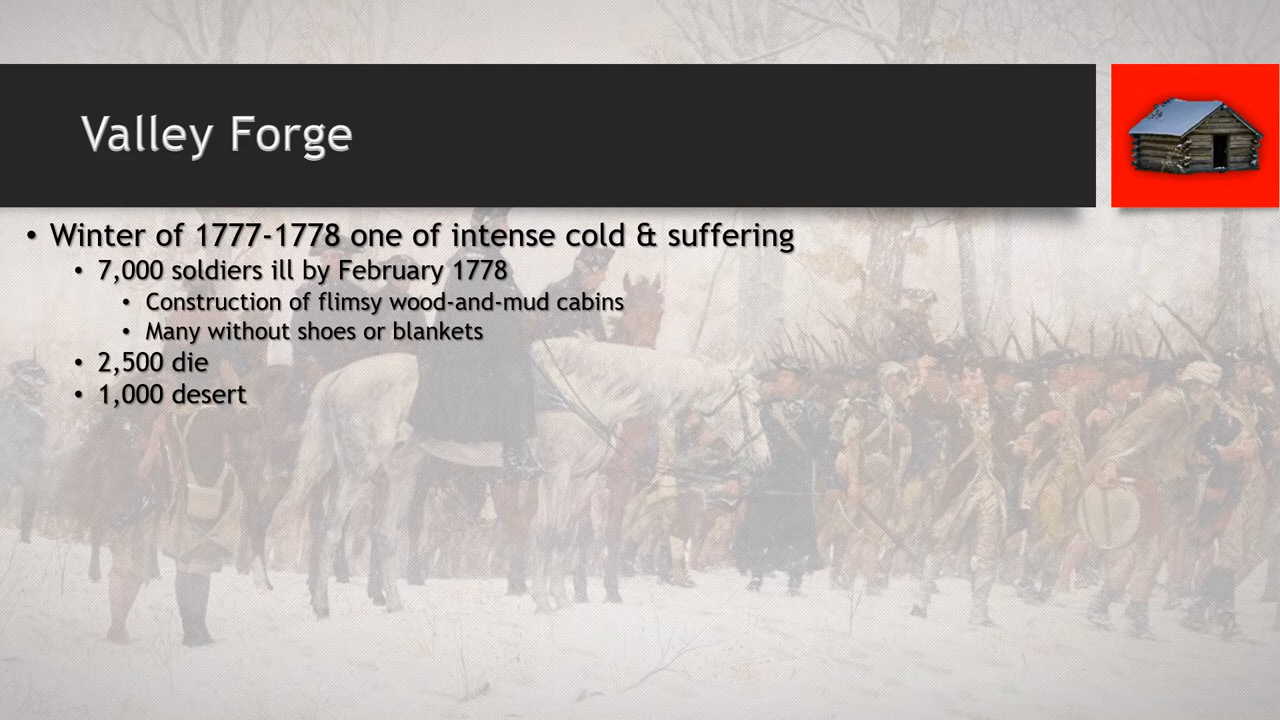 Valley Forge
• Winter of 1777-1778 one of intense cold & suffering
• 7,000 soldiers ill by February 1778
• Construction of flimsy wood-and-mud cabins
• Many without shoes or blankets
• 2,500 die
• 1,000 desert